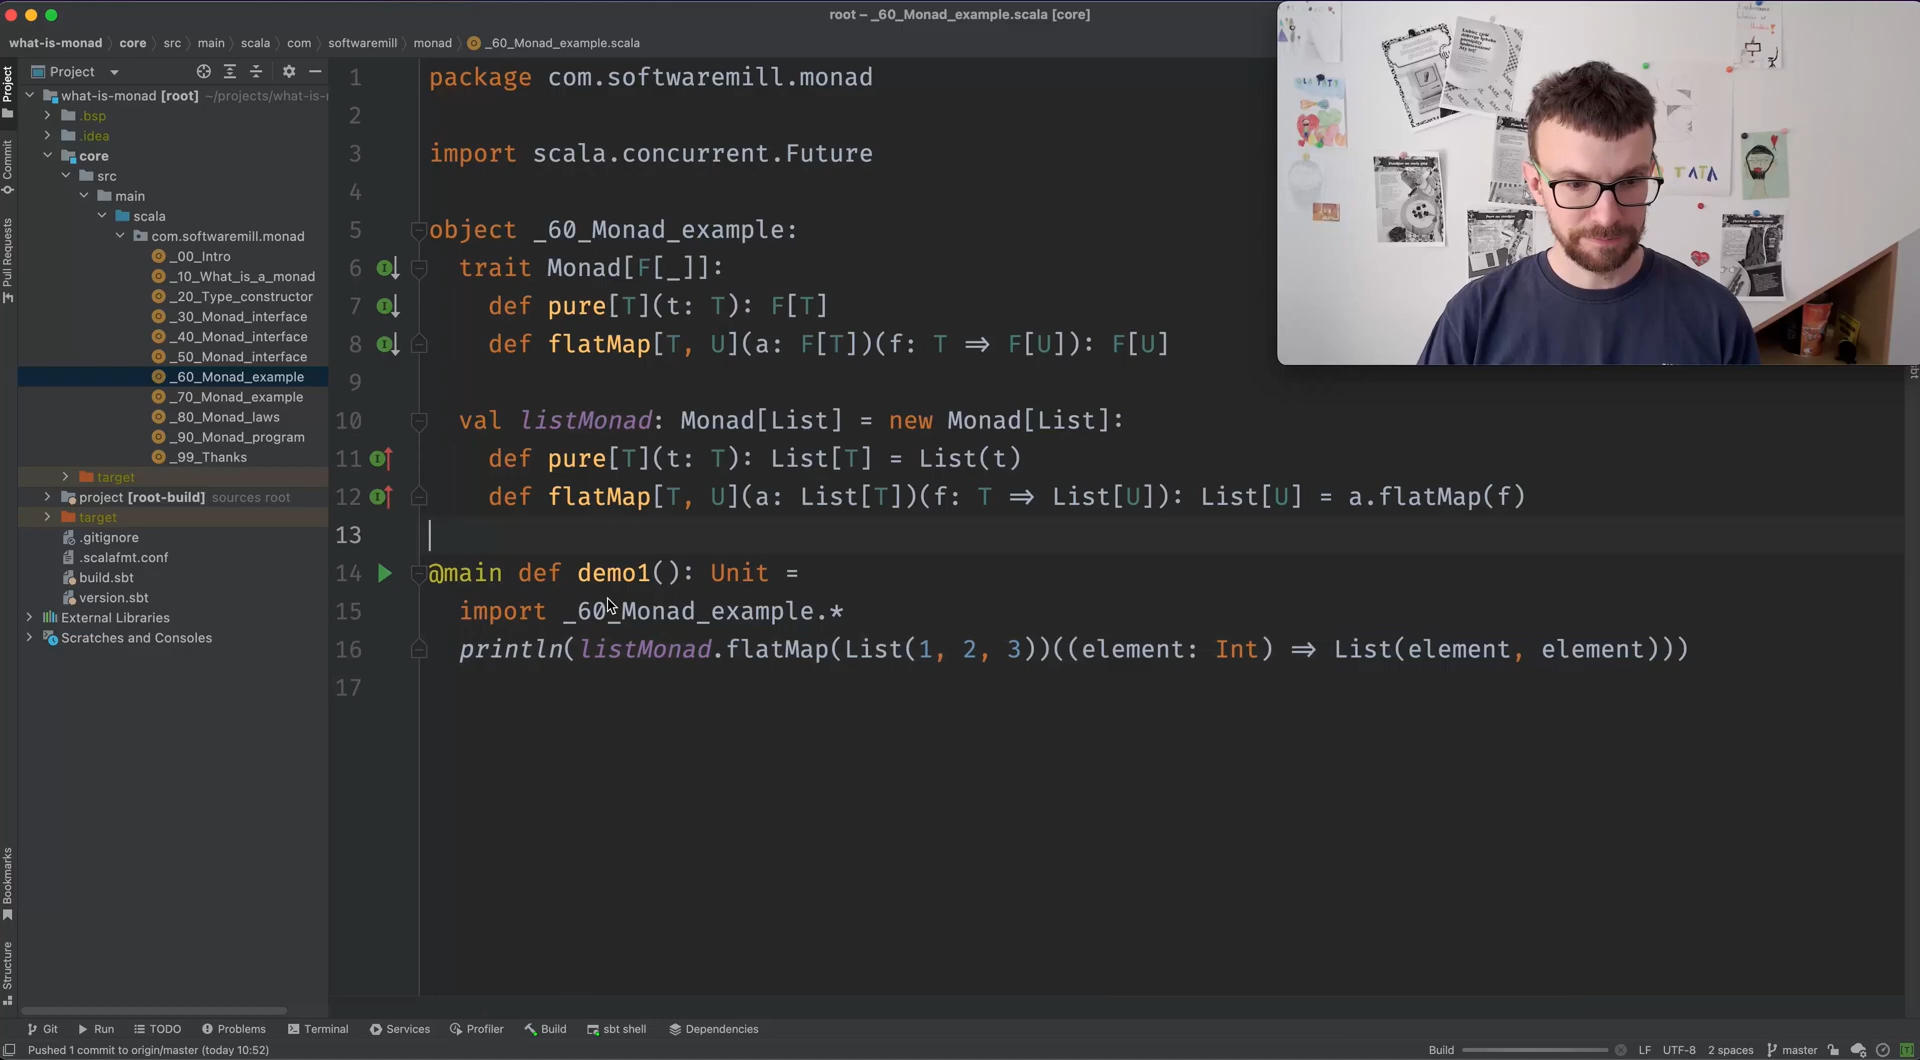 root – _60_Monad_example.scala [core]
what-is-monad
core
src
main
scala
com
softwaremill
monad
_60_Monad_example.scala
Project
what-is-monad [root] ~/projects/what-is-
.bsp
.idea
core
src
main
scala
com.softwaremill.monad
_00_Intro
_10_What_is_a_monad
_20_Type_constructor
_30_Monad_interface
_40_Monad_interface
_50_Monad_interface
_60_Monad_example
_70_Monad_example
_80_Monad_laws
_90_Monad_program
_99_Thanks
target
project [root-build] sources root
target
.gitignore
.scalafmt.conf
build.sbt
version.sbt
External Libraries
Scratches and Consoles
Project
Commit
Pull Requests
Bookmarks
Structure
1 package com.softwaremill.monad
2
3 import scala.concurrent.Future
4
5 object _60_Monad_example:
6 trait Monad[F[_]]:
7 def pure[T](t: T): F[T]
8 def flatMap[T, U](a: F[T])(f: T ⇒ F[U]): F[U]
9
10 val listMonad: Monad[List] = new Monad[List]:
11 def pure[T](t: T): List[T] = List(t)
12 def flatMap[T, U](a: List[T])(f: T ⇒ List[U]): List[U] = a.flatMap(f)
13
14 @main def demo1(): Unit =
15 import _60_Monad_example.*
16 println(listMonad.flatMap(List(1, 2, 3))((element: Int) ⇒ List(element, element)))
17
TATA
sbt
Git
Run
TODO
Problems
Terminal
Services
Profiler
Build
sbt shell
Dependencies
Pushed 1 commit to origin/master (today 10:52)
Build
LF
UTF-8
2 spaces
master